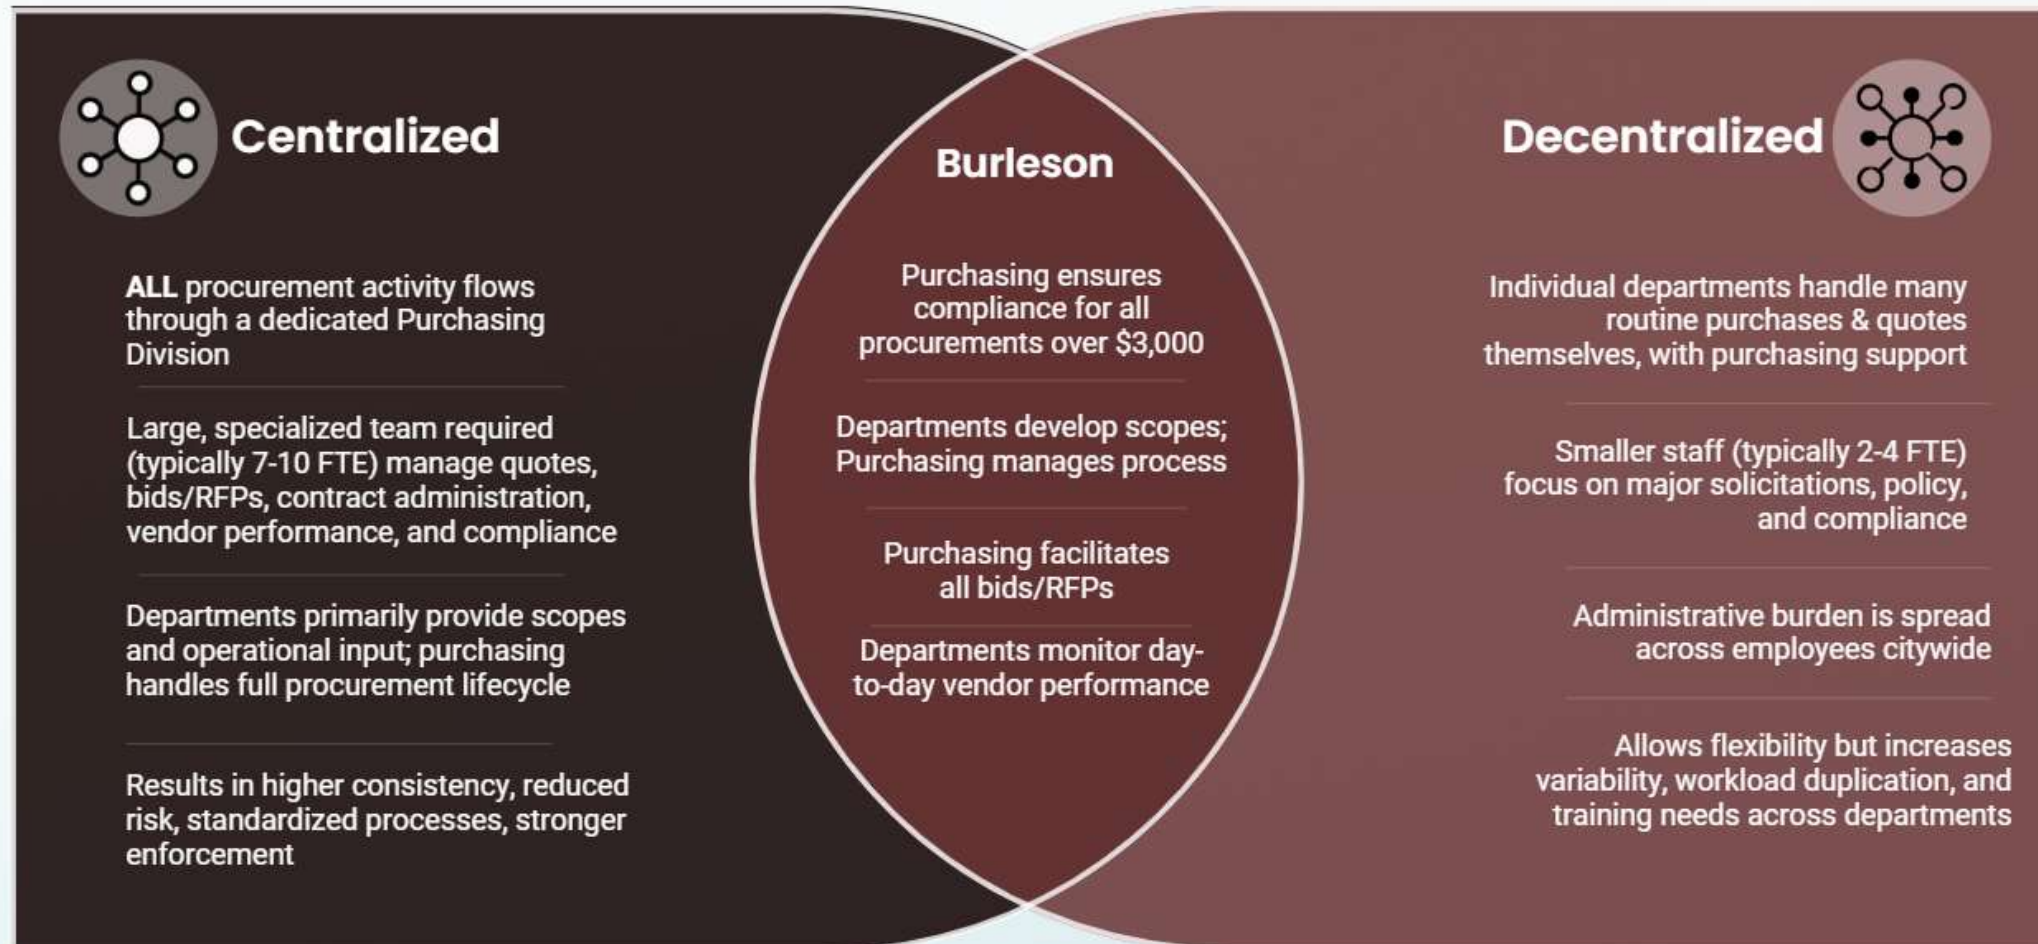 Centralized
ALL procurement activity flows
through a dedicated Purchasing
Division
Large, specialized team required
(typically 7-10 FTE) manage quotes,
bids/RFPs, contract administration,
vendor performance, and compliance
Departments primarily provide scopes
and operational input; purchasing
handles full procurement lifecycle
Results in higher consistency, reduced
risk, standardized processes, stronger
enforcement
Burleson
Purchasing ensures
compliance for all
procurements over $3,000
Departments develop scopes;
Purchasing manages process
Purchasing facilitates
all bids/RFPs
Departments monitor day-
to-day vendor performance
Decentralized
Individual departments handle many
routine purchases & quotes
themselves, with purchasing support
Smaller staff (typically 2-4 FTE)
focus on major solicitations, policy,
and compliance
Administrative burden is spread
across employees citywide
Allows flexibility but increases
variability, workload duplication, and
training needs across departments